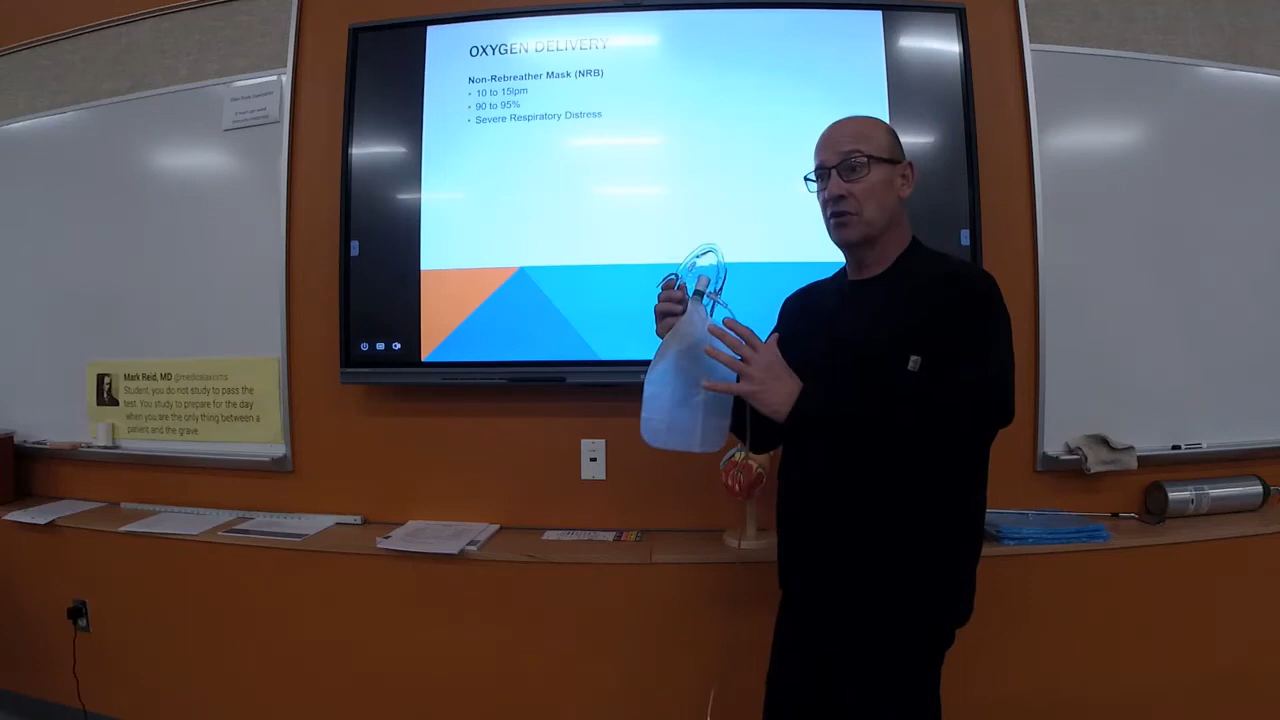 OXYGEN DELIVERY
Non-Rebreather Mask (NRB)
• 10 to 15lpm
• 90 to 95%
• Severe Respiratory Distress
Mark Reid, MD @medicalaxioms
Student, you do not study to pass the
test. You study to prepare for the day
when you are the only thing between a
patient and the grave.